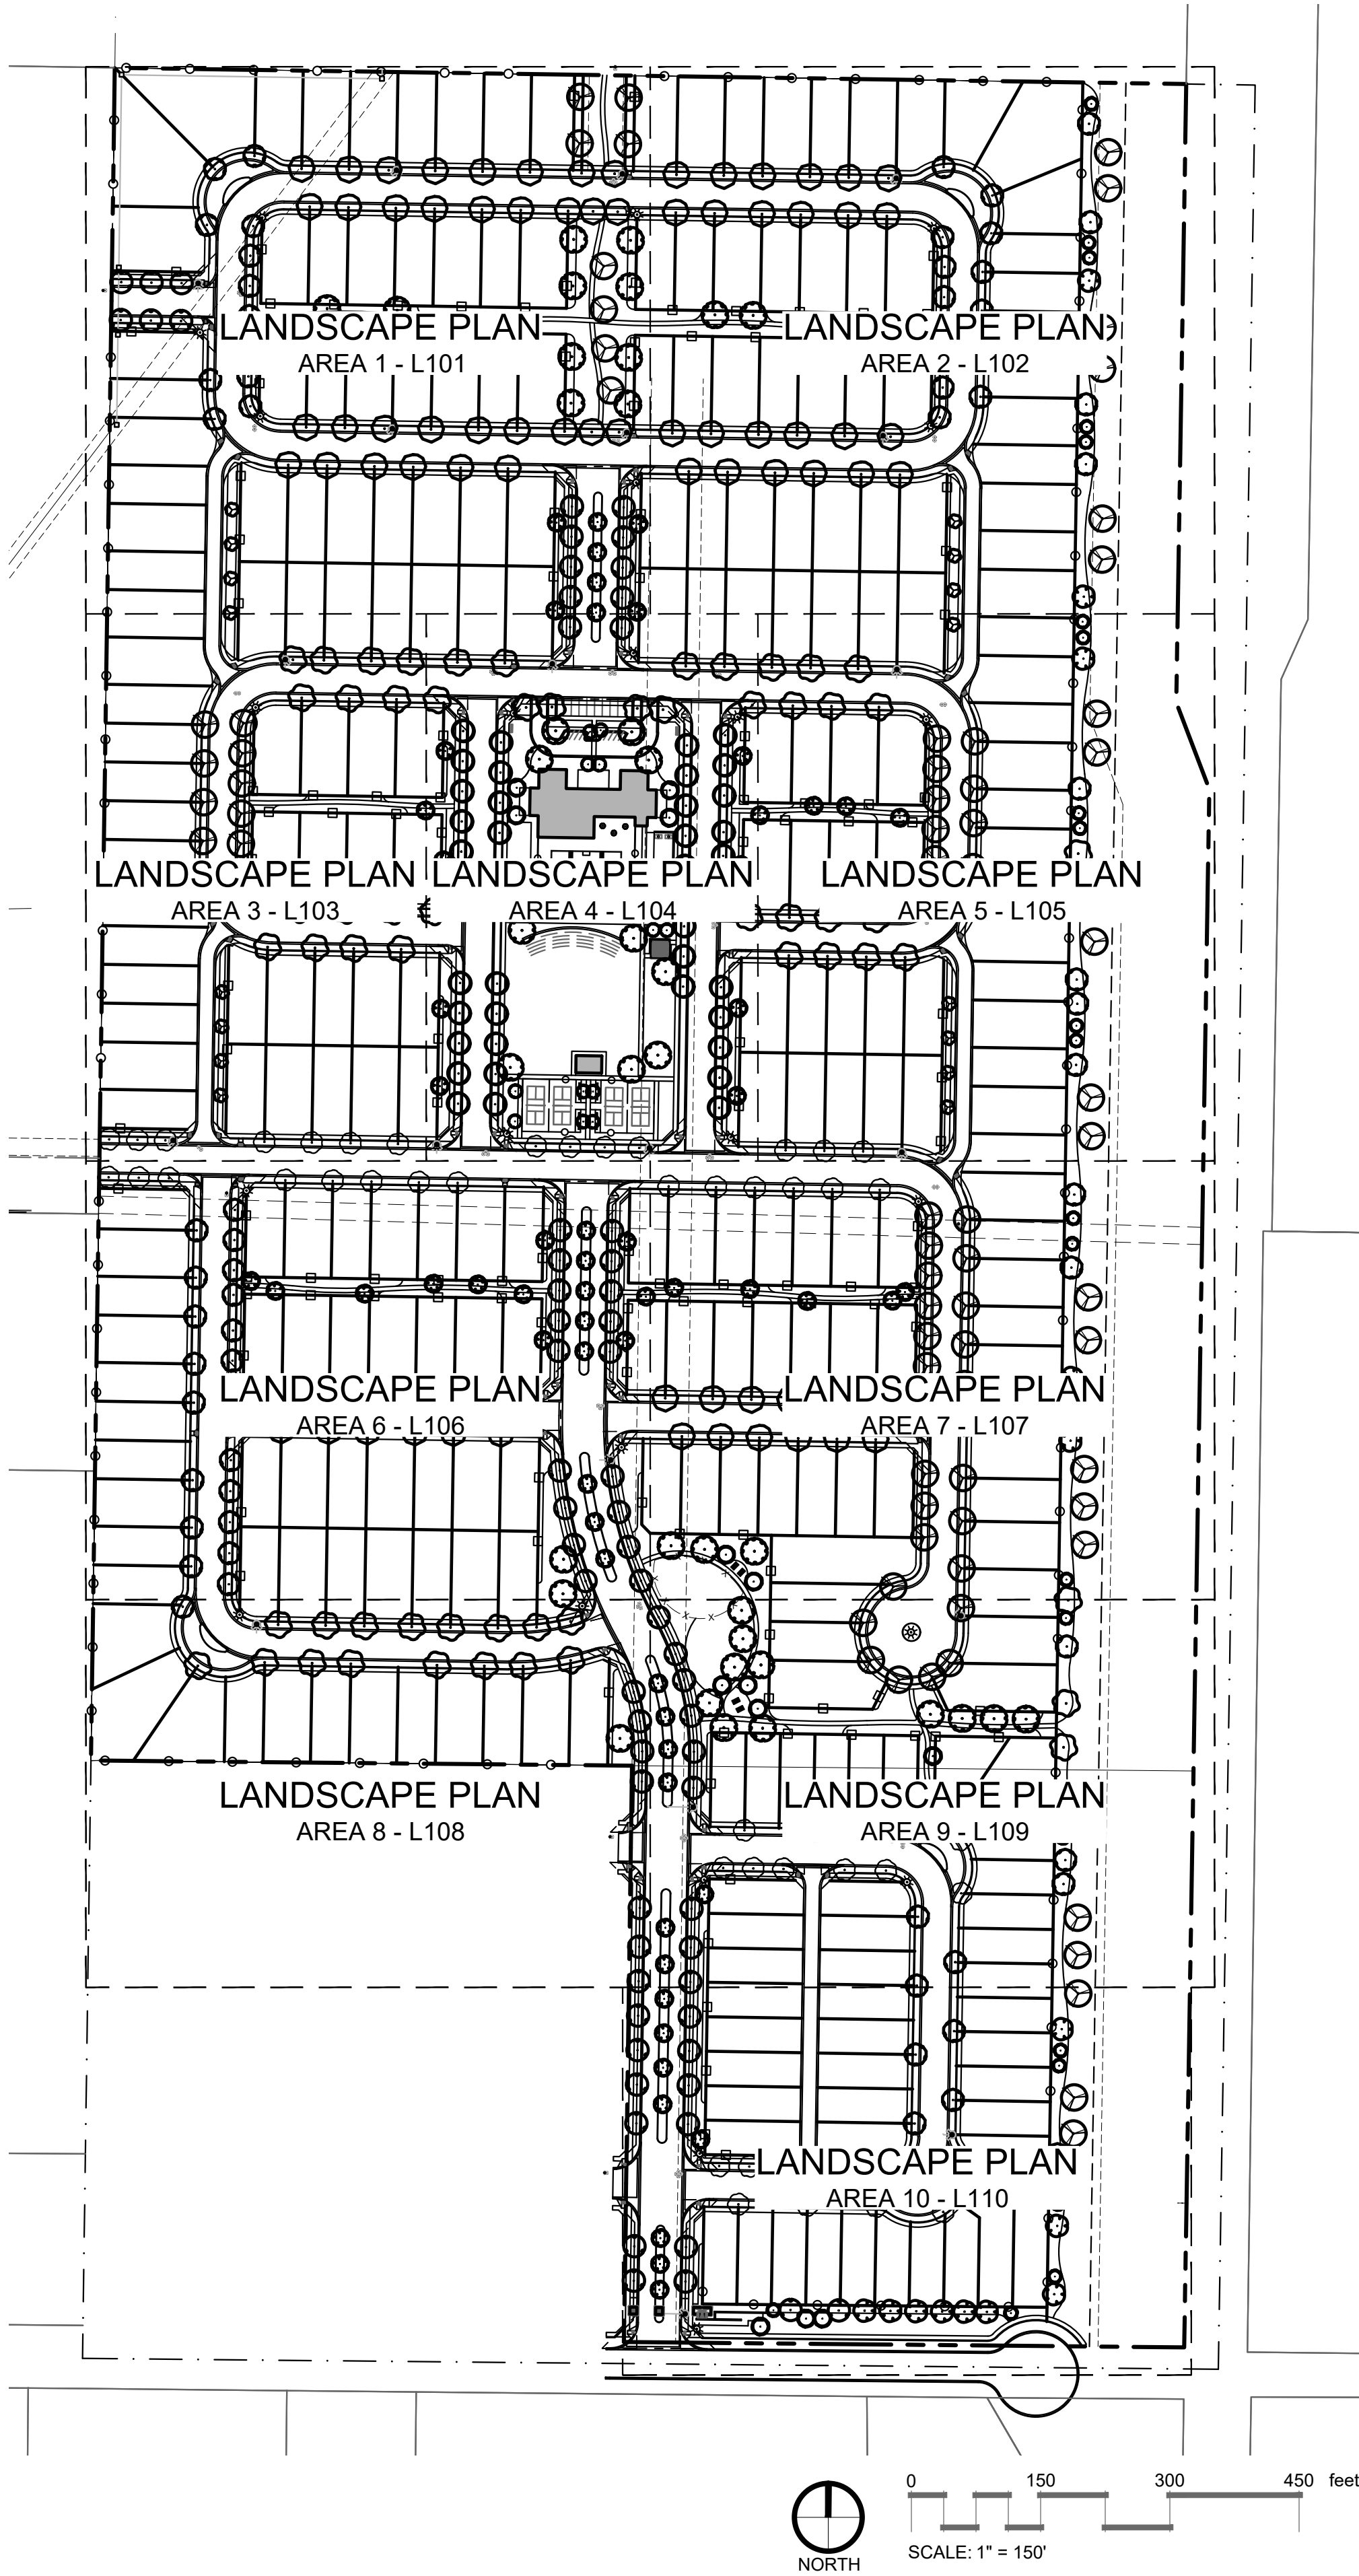 LANDSCAPE PLAN
AREA 1 - L101
LANDSCAPE PLAN
AREA 2 - L102
LANDSCAPE PLAN
AREA 3 - L103
LANDSCAPE PLAN
AREA 4 - L104
LANDSCAPE PLAN
AREA 5 - L105
LANDSCAPE PLAN
AREA 6 - L106
LANDSCAPE PLAN
AREA 7 - L107
LANDSCAPE PLAN
AREA 8 - L108
LANDSCAPE PLAN
AREA 9 - L109
LANDSCAPE PLAN
AREA 10 - L110
NORTH
0 150 300 450 feet
SCALE: 1" = 150'